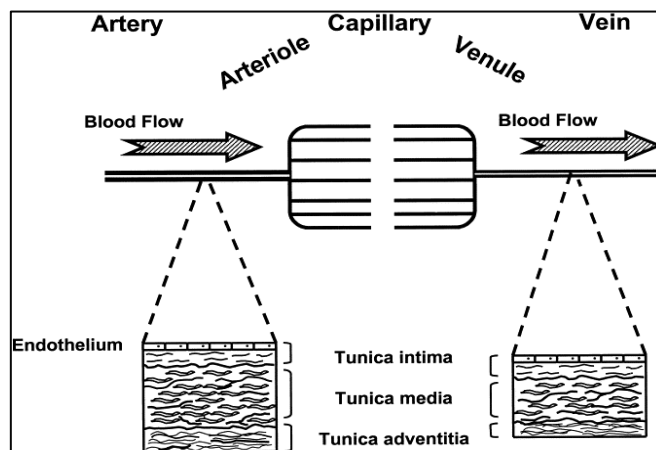 Artery
Capillary
Vein
Arteriole
Venule
Blood Flow
Blood Flow
Endothelium
Tunica intima
Tunica media
Tunica adventitia